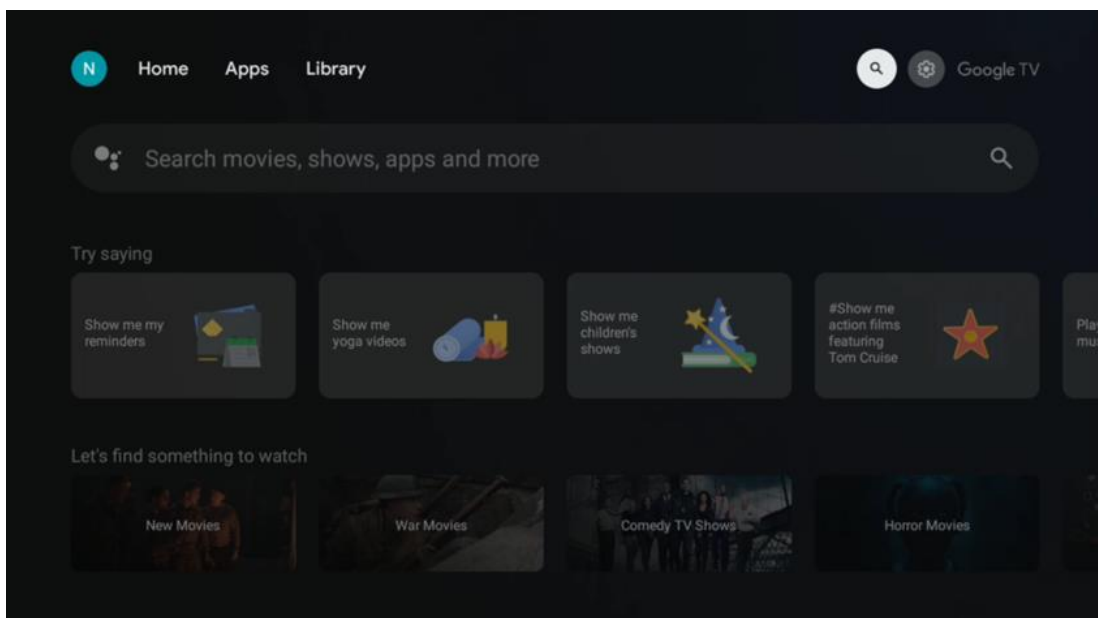 N Home Apps Library Google TV
Search movies, shows, apps and more
Try saying
Show me my
reminders
Show me
yoga videos
Show me
children's
shows
#Show me
action films
featuring
Tom Cruise
Let's find something to watch
New Movies
War Movies
Comedy TV Shows
Horror Movies